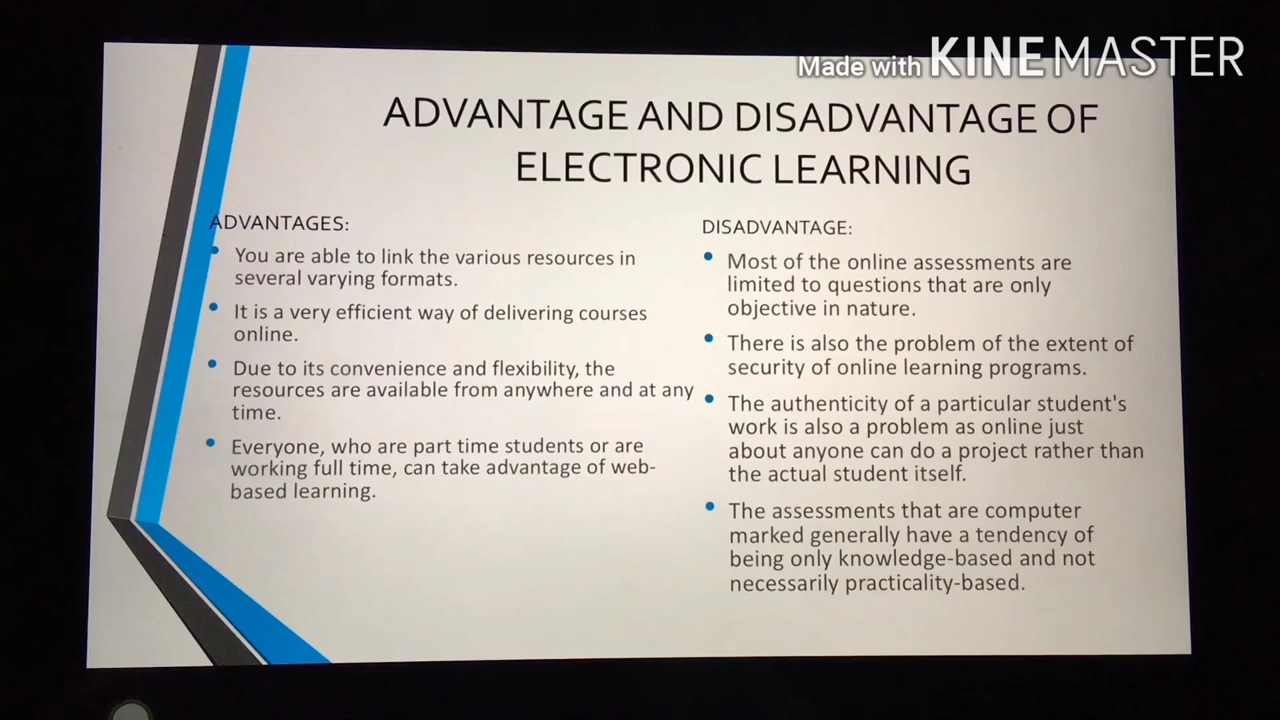 Made with KINEMASTER
ADVANTAGE AND DISADVANTAGE OF
ELECTRONIC LEARNING
ADVANTAGES:
• You are able to link the various resources in
several varying formats.
• It is a very efficient way of delivering courses
online.
• Due to its convenience and flexibility, the
resources are available from anywhere and at any
time.
• Everyone, who are part time students or are
working full time, can take advantage of web-
based learning.
DISADVANTAGE:
• Most of the online assessments are
limited to questions that are only
objective in nature.
• There is also the problem of the extent of
security of online learning programs.
• The authenticity of a particular student's
work is also a problem as online just
about anyone can do a project rather than
the actual student itself.
• The assessments that are computer
marked generally have a tendency of
being only knowledge-based and not
necessarily practicality-based.